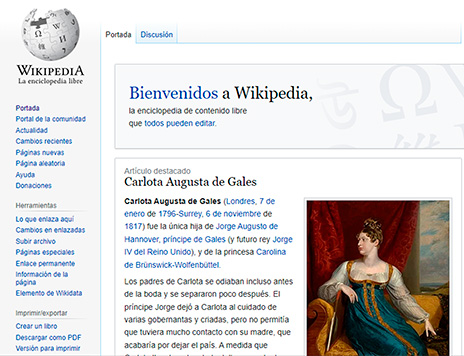 WIKIPEDIA
La enciclopedia libre
Portada
Portal de la comunidad
Actualidad
Cambios recientes
Páginas nuevas
Página aleatoria
Ayuda
Donaciones
Herramientas
Lo que enlaza aquí
Cambios en enlazadas
Subir archivo
Páginas especiales
Enlace permanente
Información de la
página
Elemento de Wikidata
Imprimir/exportar
Crear un libro
Descargar como PDF
Versión para imprimir
Portada Discusión
Bienvenidos a Wikipedia,
la enciclopedia de contenido libre
que todos pueden editar.
Artículo destacado
Carlota Augusta de Gales
Carlota Augusta de Gales (Londres, 7 de
enero de 1796-Surrey, 6 de noviembre de
1817) fue la única hija de Jorge Augusto de
Hannover, príncipe de Gales (y futuro rey Jorge
IV del Reino Unido), y de la princesa Carolina
de Brünswick-Wolfenbüttel.
Los padres de Carlota se odiaban incluso antes
de la boda y se separaron poco después. El
príncipe Jorge dejó a Carlota al cuidado de
varias gobernantas y criadas, pero no permitía
que tuviera mucho contacto con su madre, que
acabaría por dejar el país. A medida que